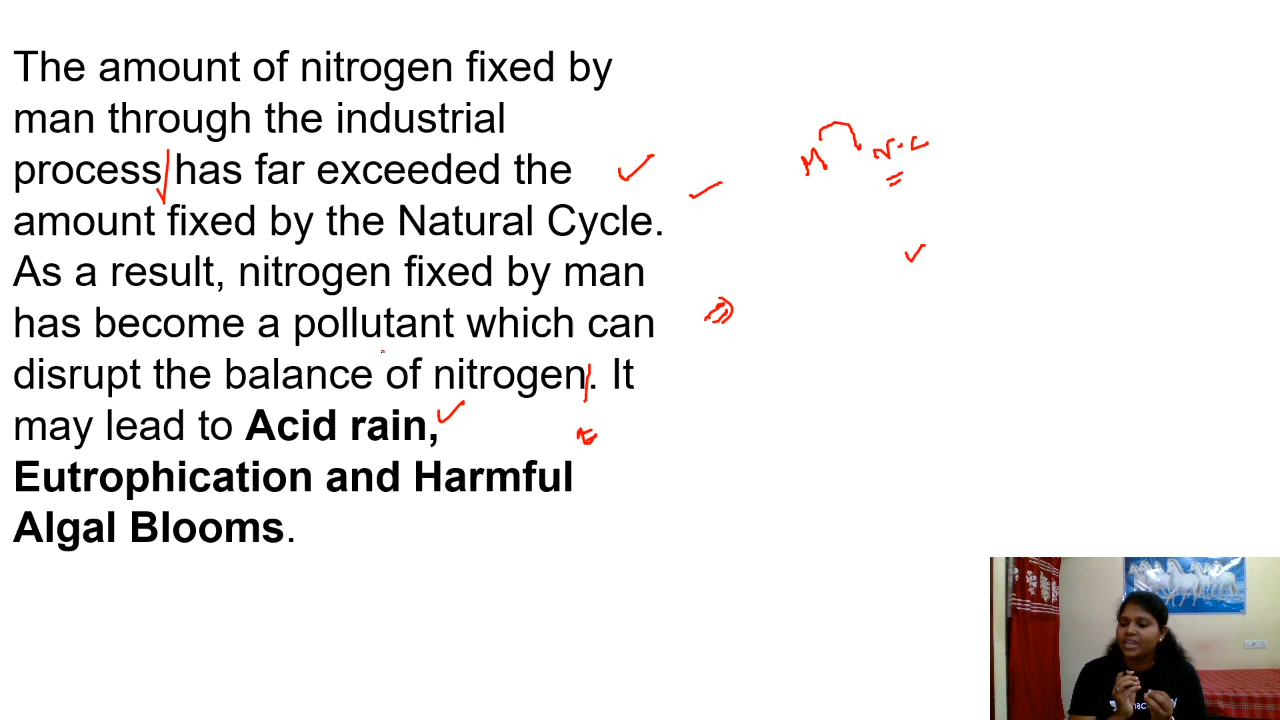 The amount of nitrogen fixed by
man through the industrial
process has far exceeded the
amount fixed by the Natural Cycle.
As a result, nitrogen fixed by man
has become a pollutant which can
disrupt the balance of nitrogen. It
may lead to Acid rain,
Eutrophication and Harmful
Algal Blooms.
M N.C